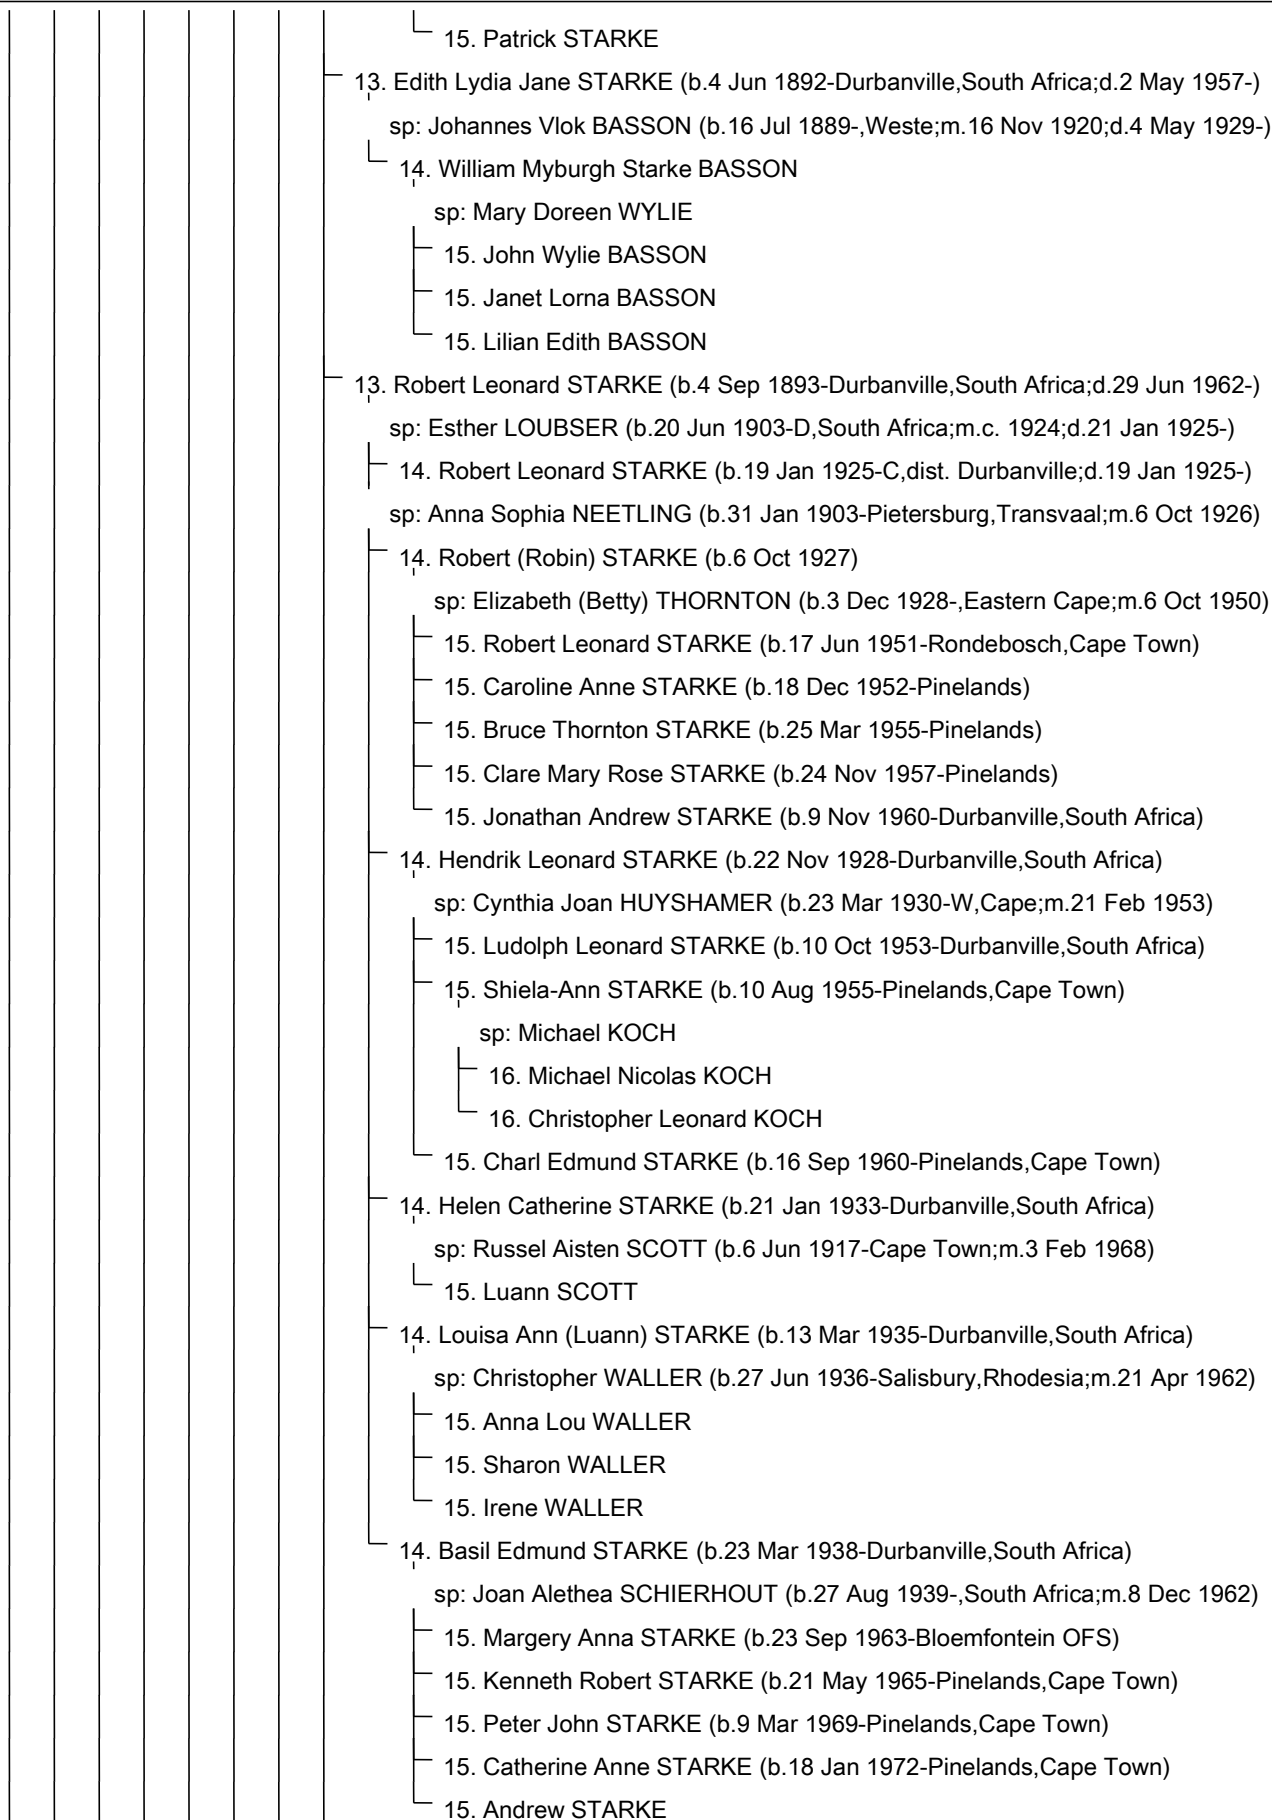 15. Patrick STARKE
13. Edith Lydia Jane STARKE (b.4 Jun 1892-Durbanville,South Africa;d.2 May 1957-)
sp: Johannes Vlok BASSON (b.16 Jul 1889-,Weste;m.16 Nov 1920;d.4 May 1929-)
14. William Myburgh Starke BASSON
sp: Mary Doreen WYLIE
15. John Wylie BASSON
15. Janet Lorna BASSON
15. Lilian Edith BASSON
13. Robert Leonard STARKE (b.4 Sep 1893-Durbanville,South Africa;d.29 Jun 1962-)
sp: Esther LOUBSER (b.20 Jun 1903-D,South Africa;m.c. 1924;d.21 Jan 1925-)
14. Robert Leonard STARKE (b.19 Jan 1925-C,dist. Durbanville;d.19 Jan 1925-)
sp: Anna Sophia NEETLING (b.31 Jan 1903-Pietersburg,Transvaal;m.6 Oct 1926)
14. Robert (Robin) STARKE (b.6 Oct 1927)
sp: Elizabeth (Betty) THORNTON (b.3 Dec 1928-,Eastern Cape;m.6 Oct 1950)
15. Robert Leonard STARKE (b.17 Jun 1951-Rondebosch,Cape Town)
15. Caroline Anne STARKE (b.18 Dec 1952-Pinelands)
15. Bruce Thornton STARKE (b.25 Mar 1955-Pinelands)
15. Clare Mary Rose STARKE (b.24 Nov 1957-Pinelands)
15. Jonathan Andrew STARKE (b.9 Nov 1960-Durbanville,South Africa)
14. Hendrik Leonard STARKE (b.22 Nov 1928-Durbanville,South Africa)
sp: Cynthia Joan HUYSHAMER (b.23 Mar 1930-W,Cape;m.21 Feb 1953)
15. Ludolph Leonard STARKE (b.10 Oct 1953-Durbanville,South Africa)
15. Shiela-Ann STARKE (b.10 Aug 1955-Pinelands,Cape Town)
sp: Michael KOCH
16. Michael Nicolas KOCH
16. Christopher Leonard KOCH
15. Charl Edmund STARKE (b.16 Sep 1960-Pinelands,Cape Town)
14. Helen Catherine STARKE (b.21 Jan 1933-Durbanville,South Africa)
sp: Russel Aisten SCOTT (b.6 Jun 1917-Cape Town;m.3 Feb 1968)
15. Luann SCOTT
14. Louisa Ann (Luann) STARKE (b.13 Mar 1935-Durbanville,South Africa)
sp: Christopher WALLER (b.27 Jun 1936-Salisbury,Rhodesia;m.21 Apr 1962)
15. Anna Lou WALLER
15. Sharon WALLER
15. Irene WALLER
14. Basil Edmund STARKE (b.23 Mar 1938-Durbanville,South Africa)
sp: Joan Alethea SCHIERHOUT (b.27 Aug 1939-,South Africa;m.8 Dec 1962)
15. Margery Anna STARKE (b.23 Sep 1963-Bloemfontein OFS)
15. Kenneth Robert STARKE (b.21 May 1965-Pinelands,Cape Town)
15. Peter John STARKE (b.9 Mar 1969-Pinelands,Cape Town)
15. Catherine Anne STARKE (b.18 Jan 1972-Pinelands,Cape Town)
15. Andrew STARKE